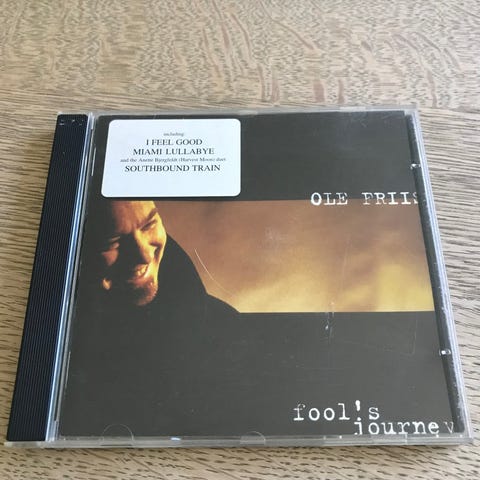 including:
I FEEL GOOD
MIAMI LULLABYE
and the Anette Bjergfeldt (Harvest Moon) duet
SOUTHBOUND TRAIN
OLE FRIIS
fool's
journey